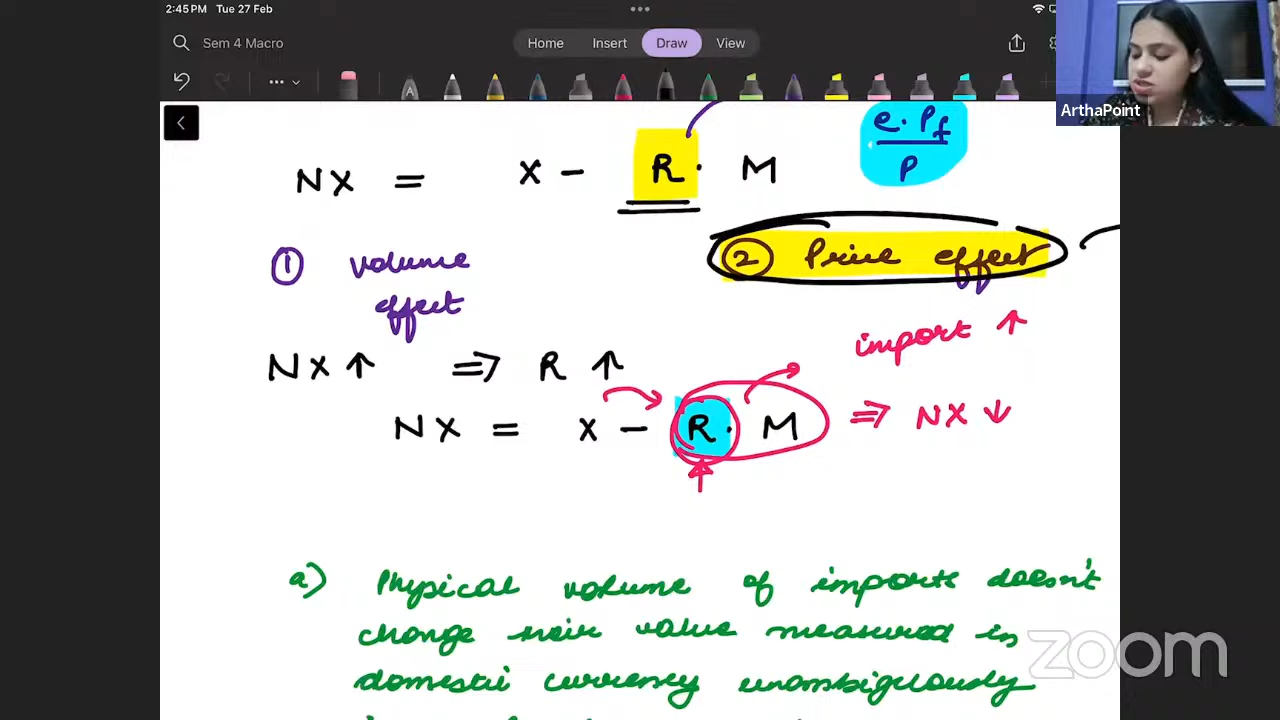 2:45 PM Tue 27 Feb
Sem 4 Macro
Home Insert Draw View
ArthaPoint
e. Pf
P
NX = X - R. M
① volume
effect
② Price effect
import ↑
NX ↑ ⇒ R ↑
NX = X - R. M ⇒ NX ↓
a) Physical volume of imports doesn't
change their value measured in
domestic currency unambiguously
zoom